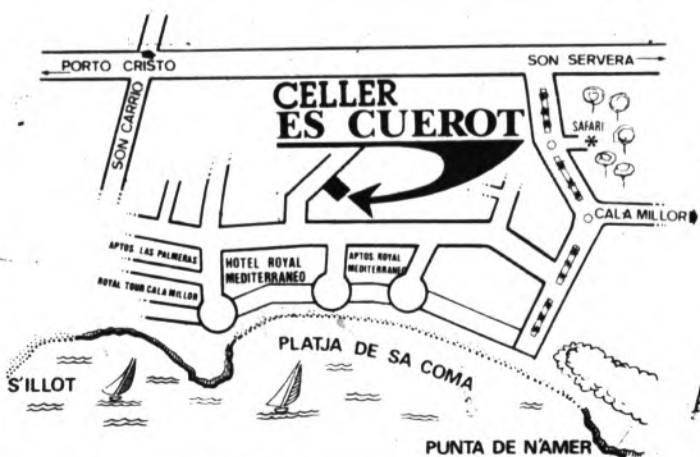 PORTO CRISTO
SON SERVERA
SON CARRIO
CELLER
ES CUEROT
SAFARI
CALA MILLOR
APTOS LAS PALMERAS
HOTEL ROYAL
MEDITERRANEO
APTOS ROYAL
MEDITERRANEO
ROYAL TOUR CALA MILLOR
PLATJA DE SA COMA
S'ILLOT
PUNTA DE N'AMER